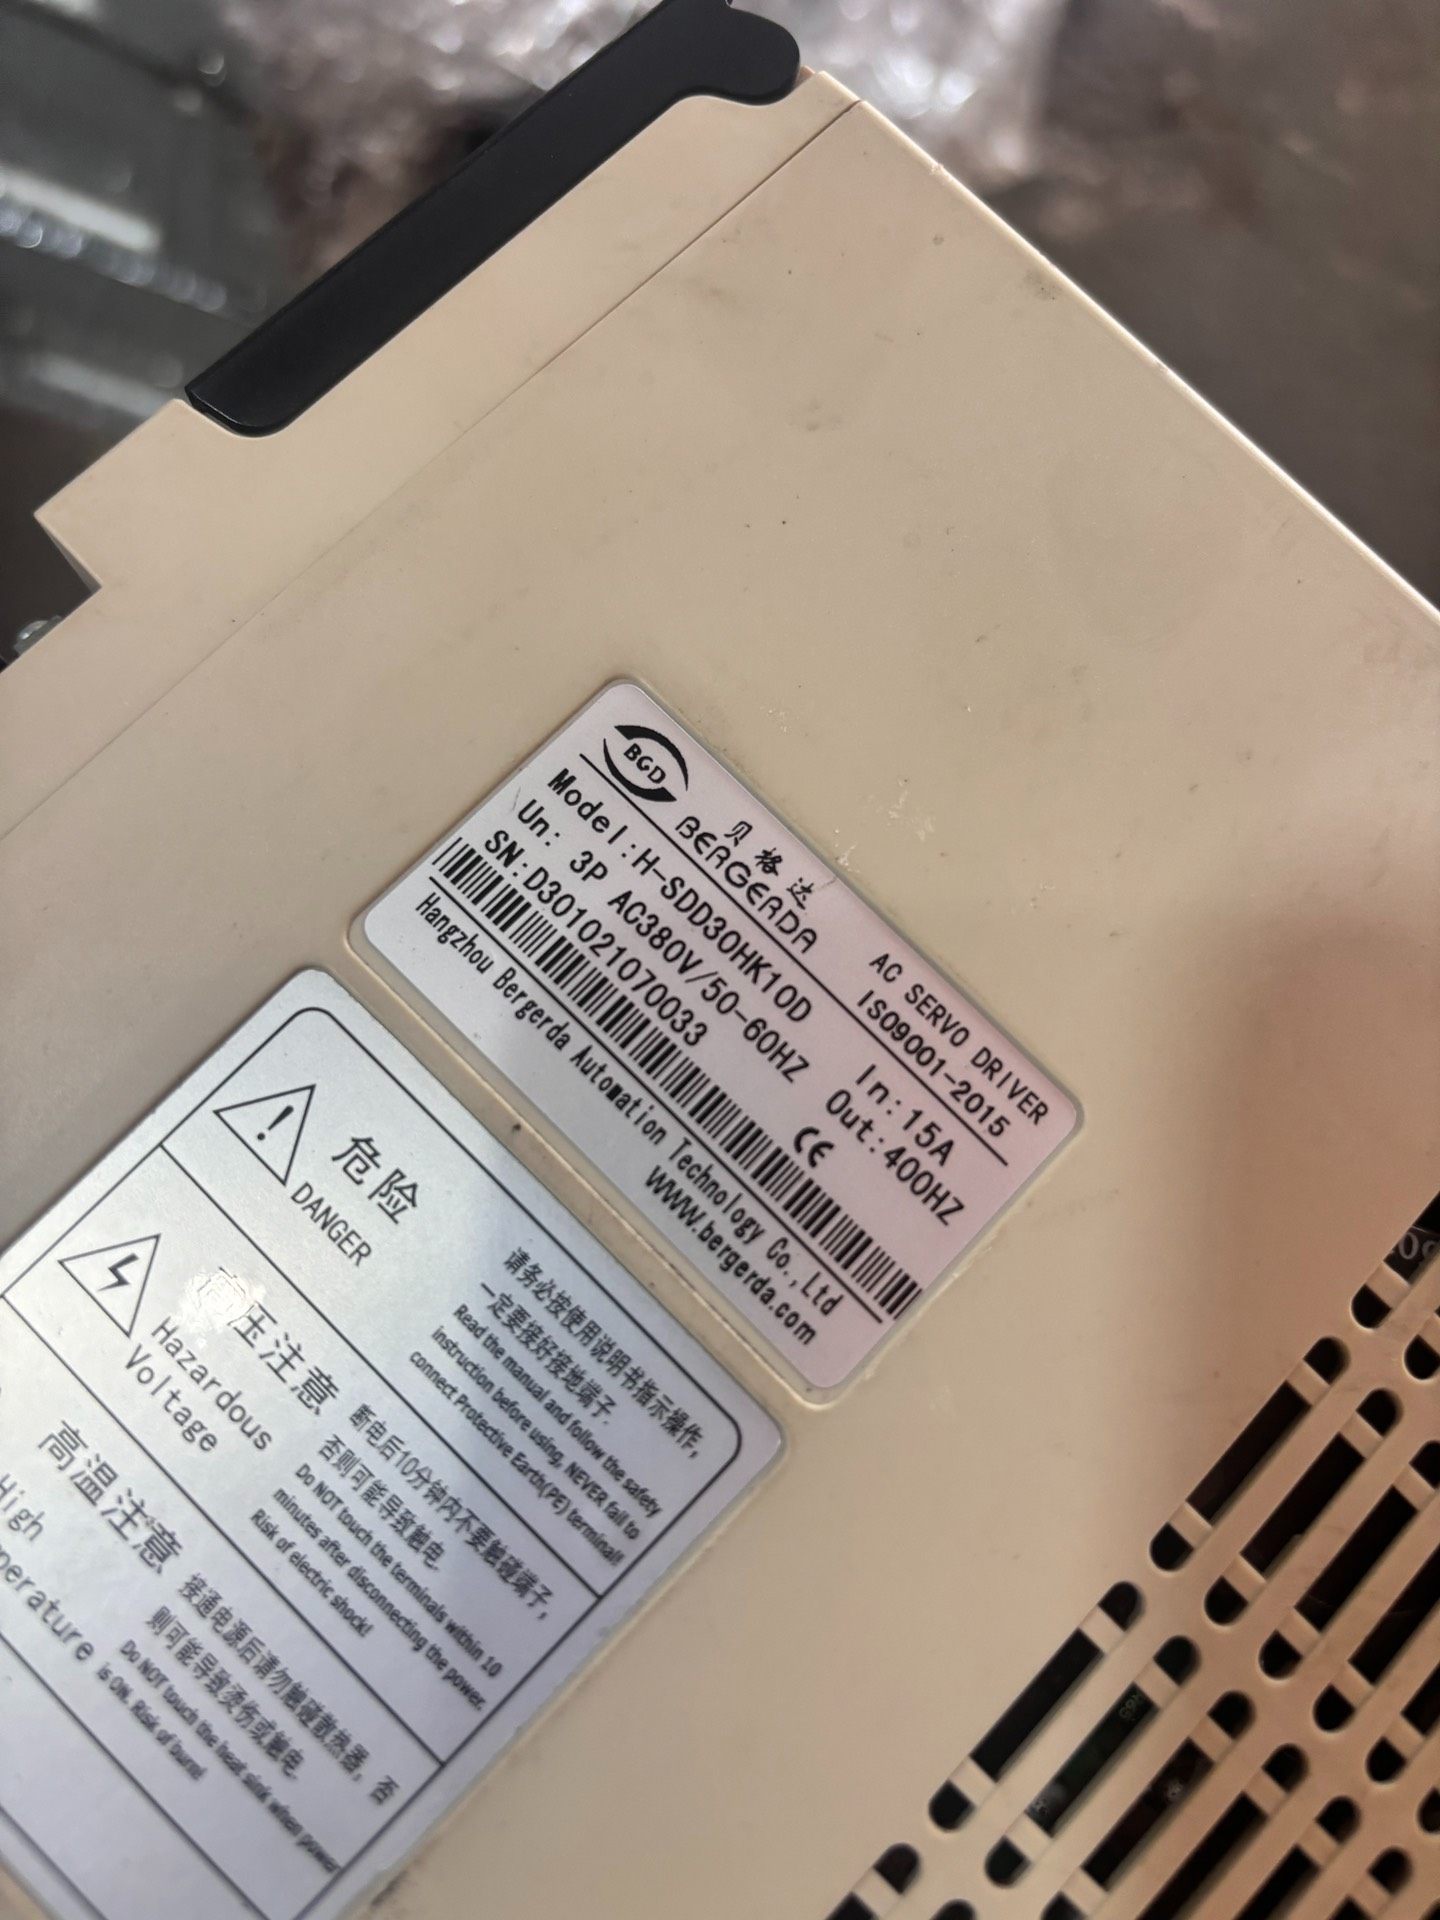 BGD
贝格达
BERGERDA
AC SERVO DRIVER
ISO9001-2015
Model:H-SDD30HK10D
In:15A
Un: 3P AC380V/50-60HZ
Out:400HZ
SN:D30102107​0033
CE
Hangzhou Bergerda Automation Technology Co.,Ltd
WWW.bergerda.com
危险
DANGER
请务必按使用说明书指示操作,
一定要接好接地端子.
Read the manual and follow the safety
instruction before using, NEVER fail to
connect Protective Earth(PE) terminal!
高压注意
Hazardous
Voltage
断电后10分钟内不要触碰端子,
否则可能导致触电.
Do NOT touch the terminals within 10
minutes after disconnecting the power.
Risk of electric shock!
高温注意
High
perature
接通电源后请勿触碰散热器, 否
则可能导致烫伤或触电.
Do NOT touch the heat sink when power
is ON. Risk of burn!